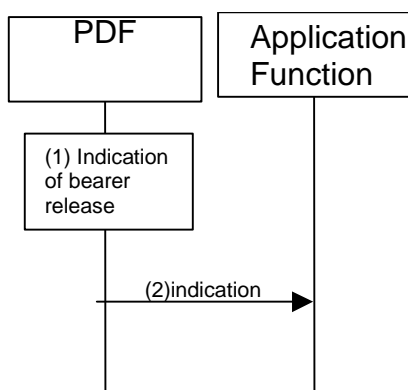 PDF
Application
Function
(1) Indication
of bearer
release
(2)indication